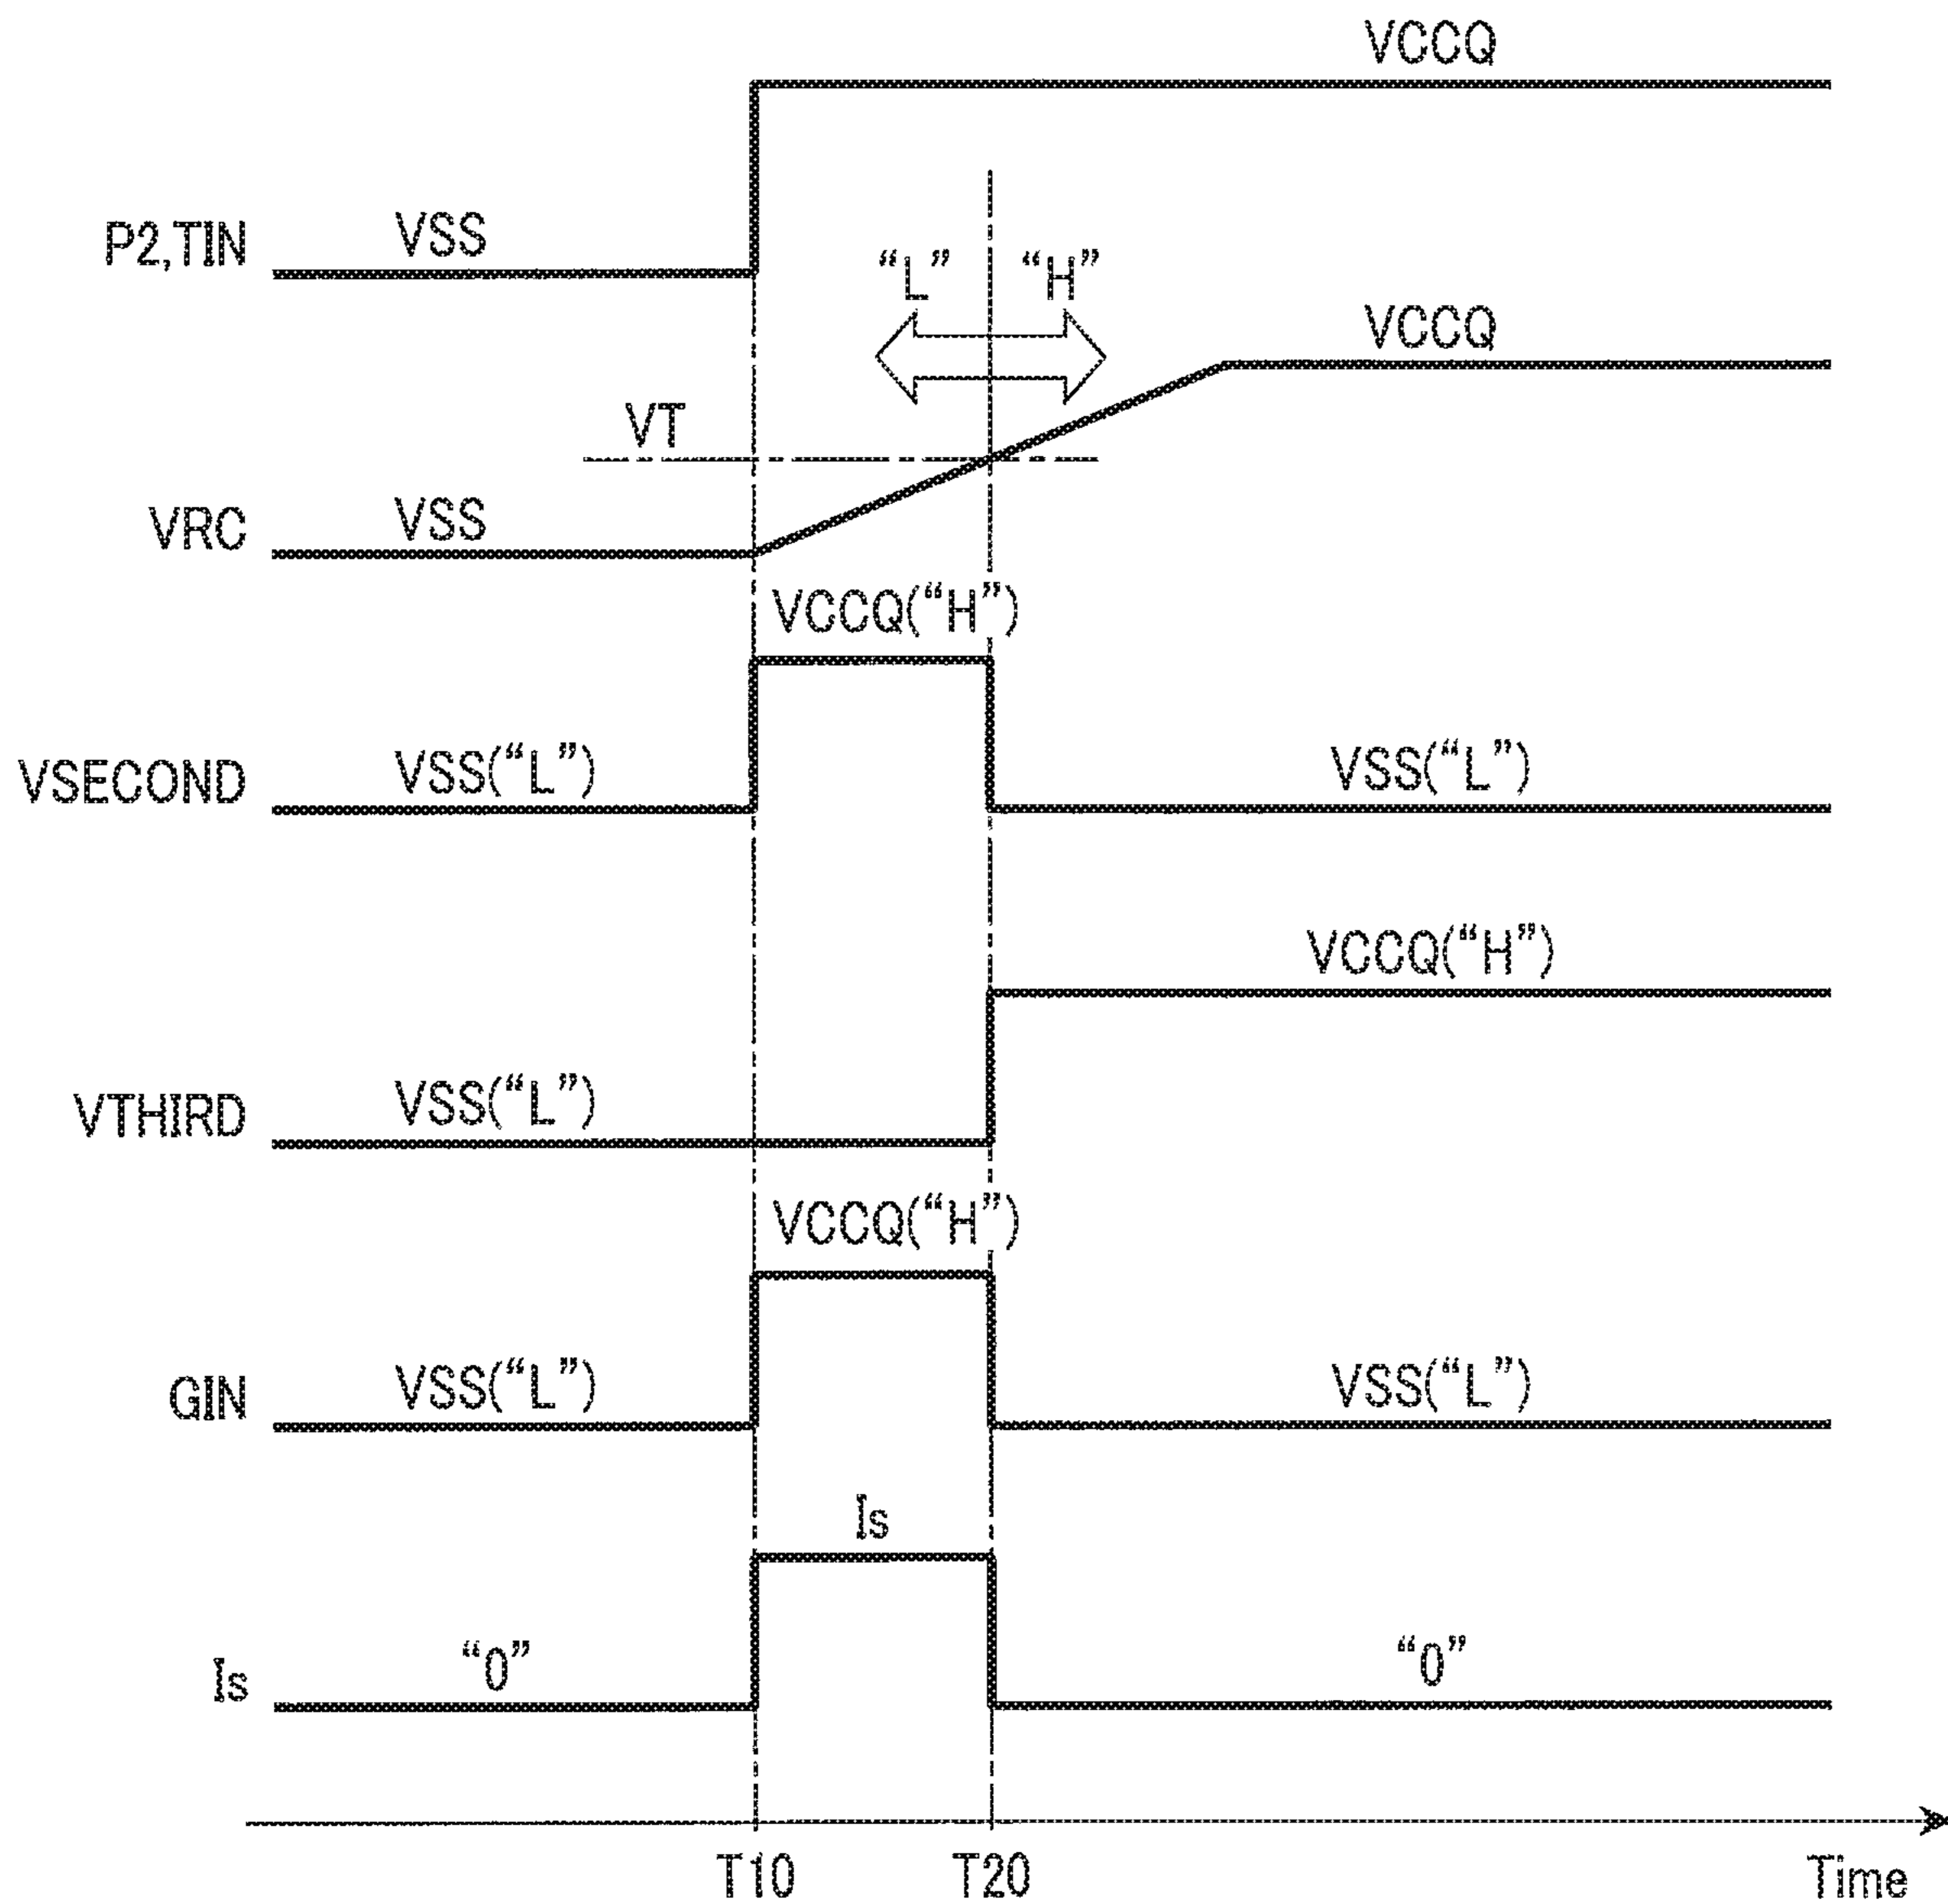 VCCQ
P2,TIN VSS
“L” “H”
VCCQ
VT
VRC VSS
VCCQ(“H”)
VSECOND VSS(“L”) VSS(“L”)
VCCQ(“H”)
VTHIRD VSS(“L”)
VCCQ(“H”)
GIN VSS(“L”) VSS(“L”)
Is
Is “0” “0”
T10 T20 Time